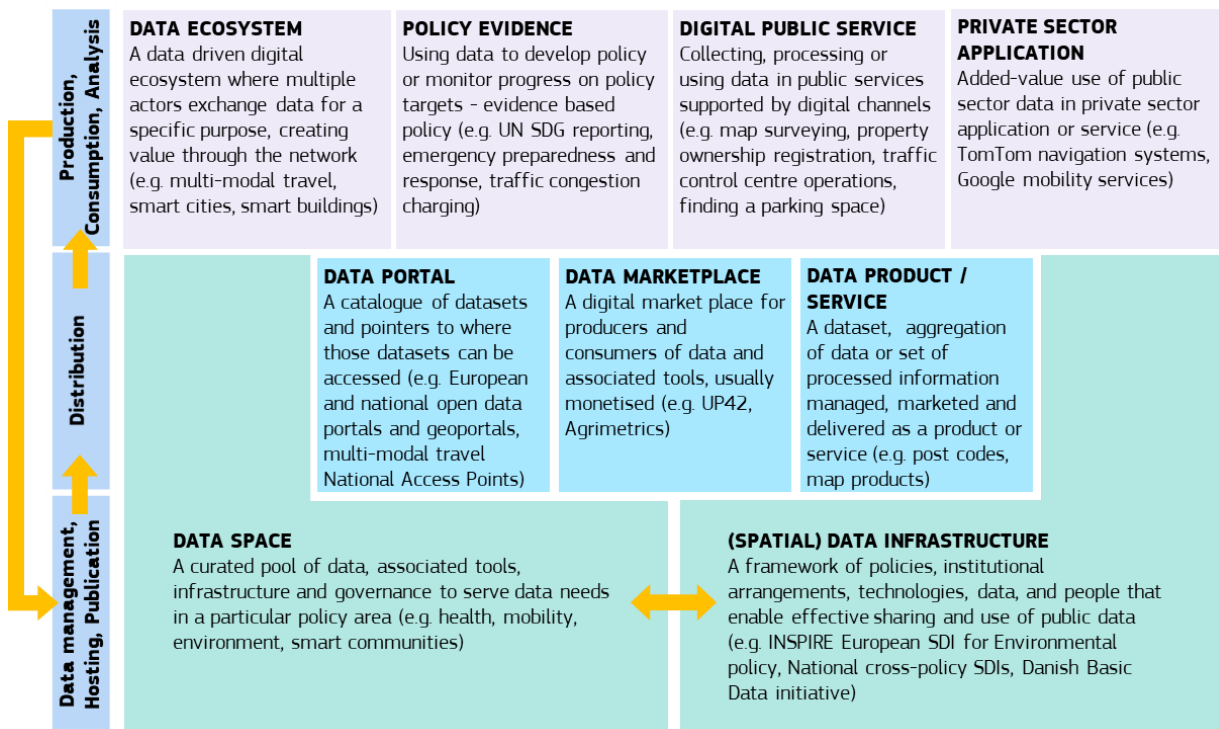 Production,
Consumption, Analysis
DATA ECOSYSTEM
A data driven digital
ecosystem where multiple
actors exchange data for a
specific purpose, creating
value through the network
(e.g. multi-modal travel,
smart cities, smart buildings)
POLICY EVIDENCE
Using data to develop policy
or monitor progress on policy
targets - evidence based
policy (e.g. UN SDG reporting,
emergency preparedness and
response, traffic congestion
charging)
DIGITAL PUBLIC SERVICE
Collecting, processing or
using data in public services
supported by digital channels
(e.g. map surveying, property
ownership registration, traffic
control centre operations,
finding a parking space)
PRIVATE SECTOR
APPLICATION
Added-value use of public
sector data in private sector
application or service (e.g.
TomTom navigation systems,
Google mobility services)
Distribution
DATA PORTAL
A catalogue of datasets
and pointers to where
those datasets can be
accessed (e.g. European
and national open data
portals and geoportals,
multi-modal travel
National Access Points)
DATA MARKETPLACE
A digital market place for
producers and
consumers of data and
associated tools, usually
monetised (e.g. UP42,
Agrimetrics)
DATA PRODUCT /
SERVICE
A dataset, aggregation
of data or set of
processed information
managed, marketed and
delivered as a product or
service (e.g. post codes,
map products)
Data management,
Hosting, Publication
DATA SPACE
A curated pool of data, associated tools,
infrastructure and governance to serve data needs
in a particular policy area (e.g. health, mobility,
environment, smart communities)
(SPATIAL) DATA INFRASTRUCTURE
A framework of policies, institutional
arrangements, technologies, data, and people that
enable effective sharing and use of public data
(e.g. INSPIRE European SDI for Environmental
policy, National cross-policy SDIs, Danish Basic
Data initiative)